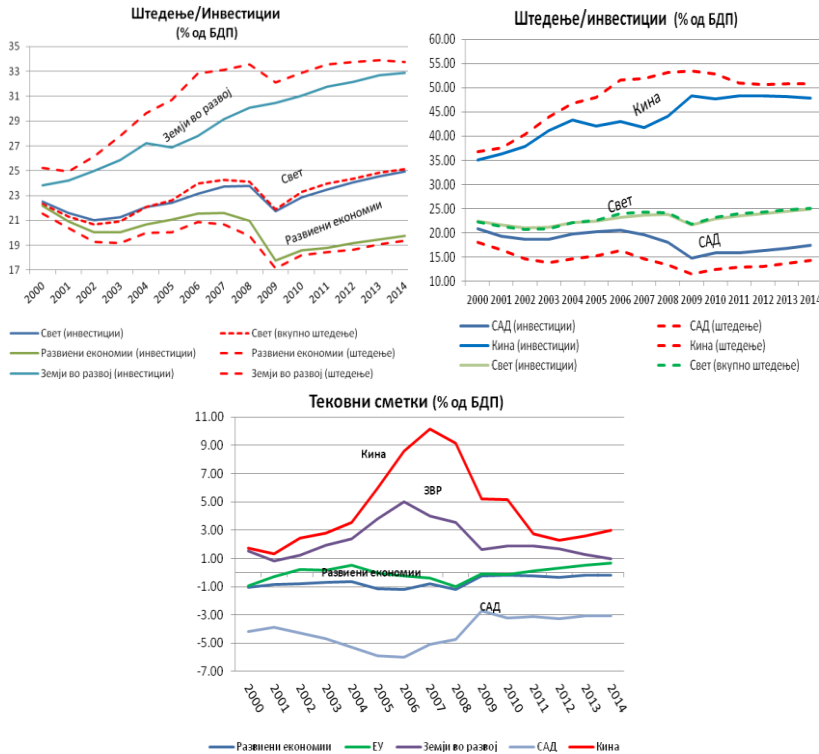 Штедење/Инвестиции
(% од БДП)
35
33
31
29
27
25
23
21
19
17
Земји во развој
Свет
Развиени економии
2000 2001 2002 2003 2004 2005 2006 2007 2008 2009 2010 2011 2012 2013 2014
Свет (инвестиции) Свет (вкупно штедење)
Развиени економии (инвестиции) Развиени економии (штедење)
Земји во развој (инвестиции) Земји во развој (штедење)
Штедење/инвестиции (% од БДП)
60.00
55.00
50.00
45.00
40.00
35.00
30.00
25.00
20.00
15.00
10.00
Кина
Свет
САД
2000 2001 2002 2003 2004 2005 2006 2007 2008 2009 2010 2011 2012 2013 2014
САД (инвестиции) САД (штедење)
Кина (инвестиции) Кина (штедење)
Свет (инвестиции) Свет (вкупно штедење)
Тековни сметки (% од БДП)
11.00
9.00
7.00
5.00
3.00
1.00
-1.00
-3.00
-5.00
-7.00
Кина
ЗВР
Развиени економии
САД
2000 2001 2002 2003 2004 2005 2006 2007 2008 2009 2010 2011 2012 2013 2014
Развиени економии ЕУ Земји во развој САД Кина